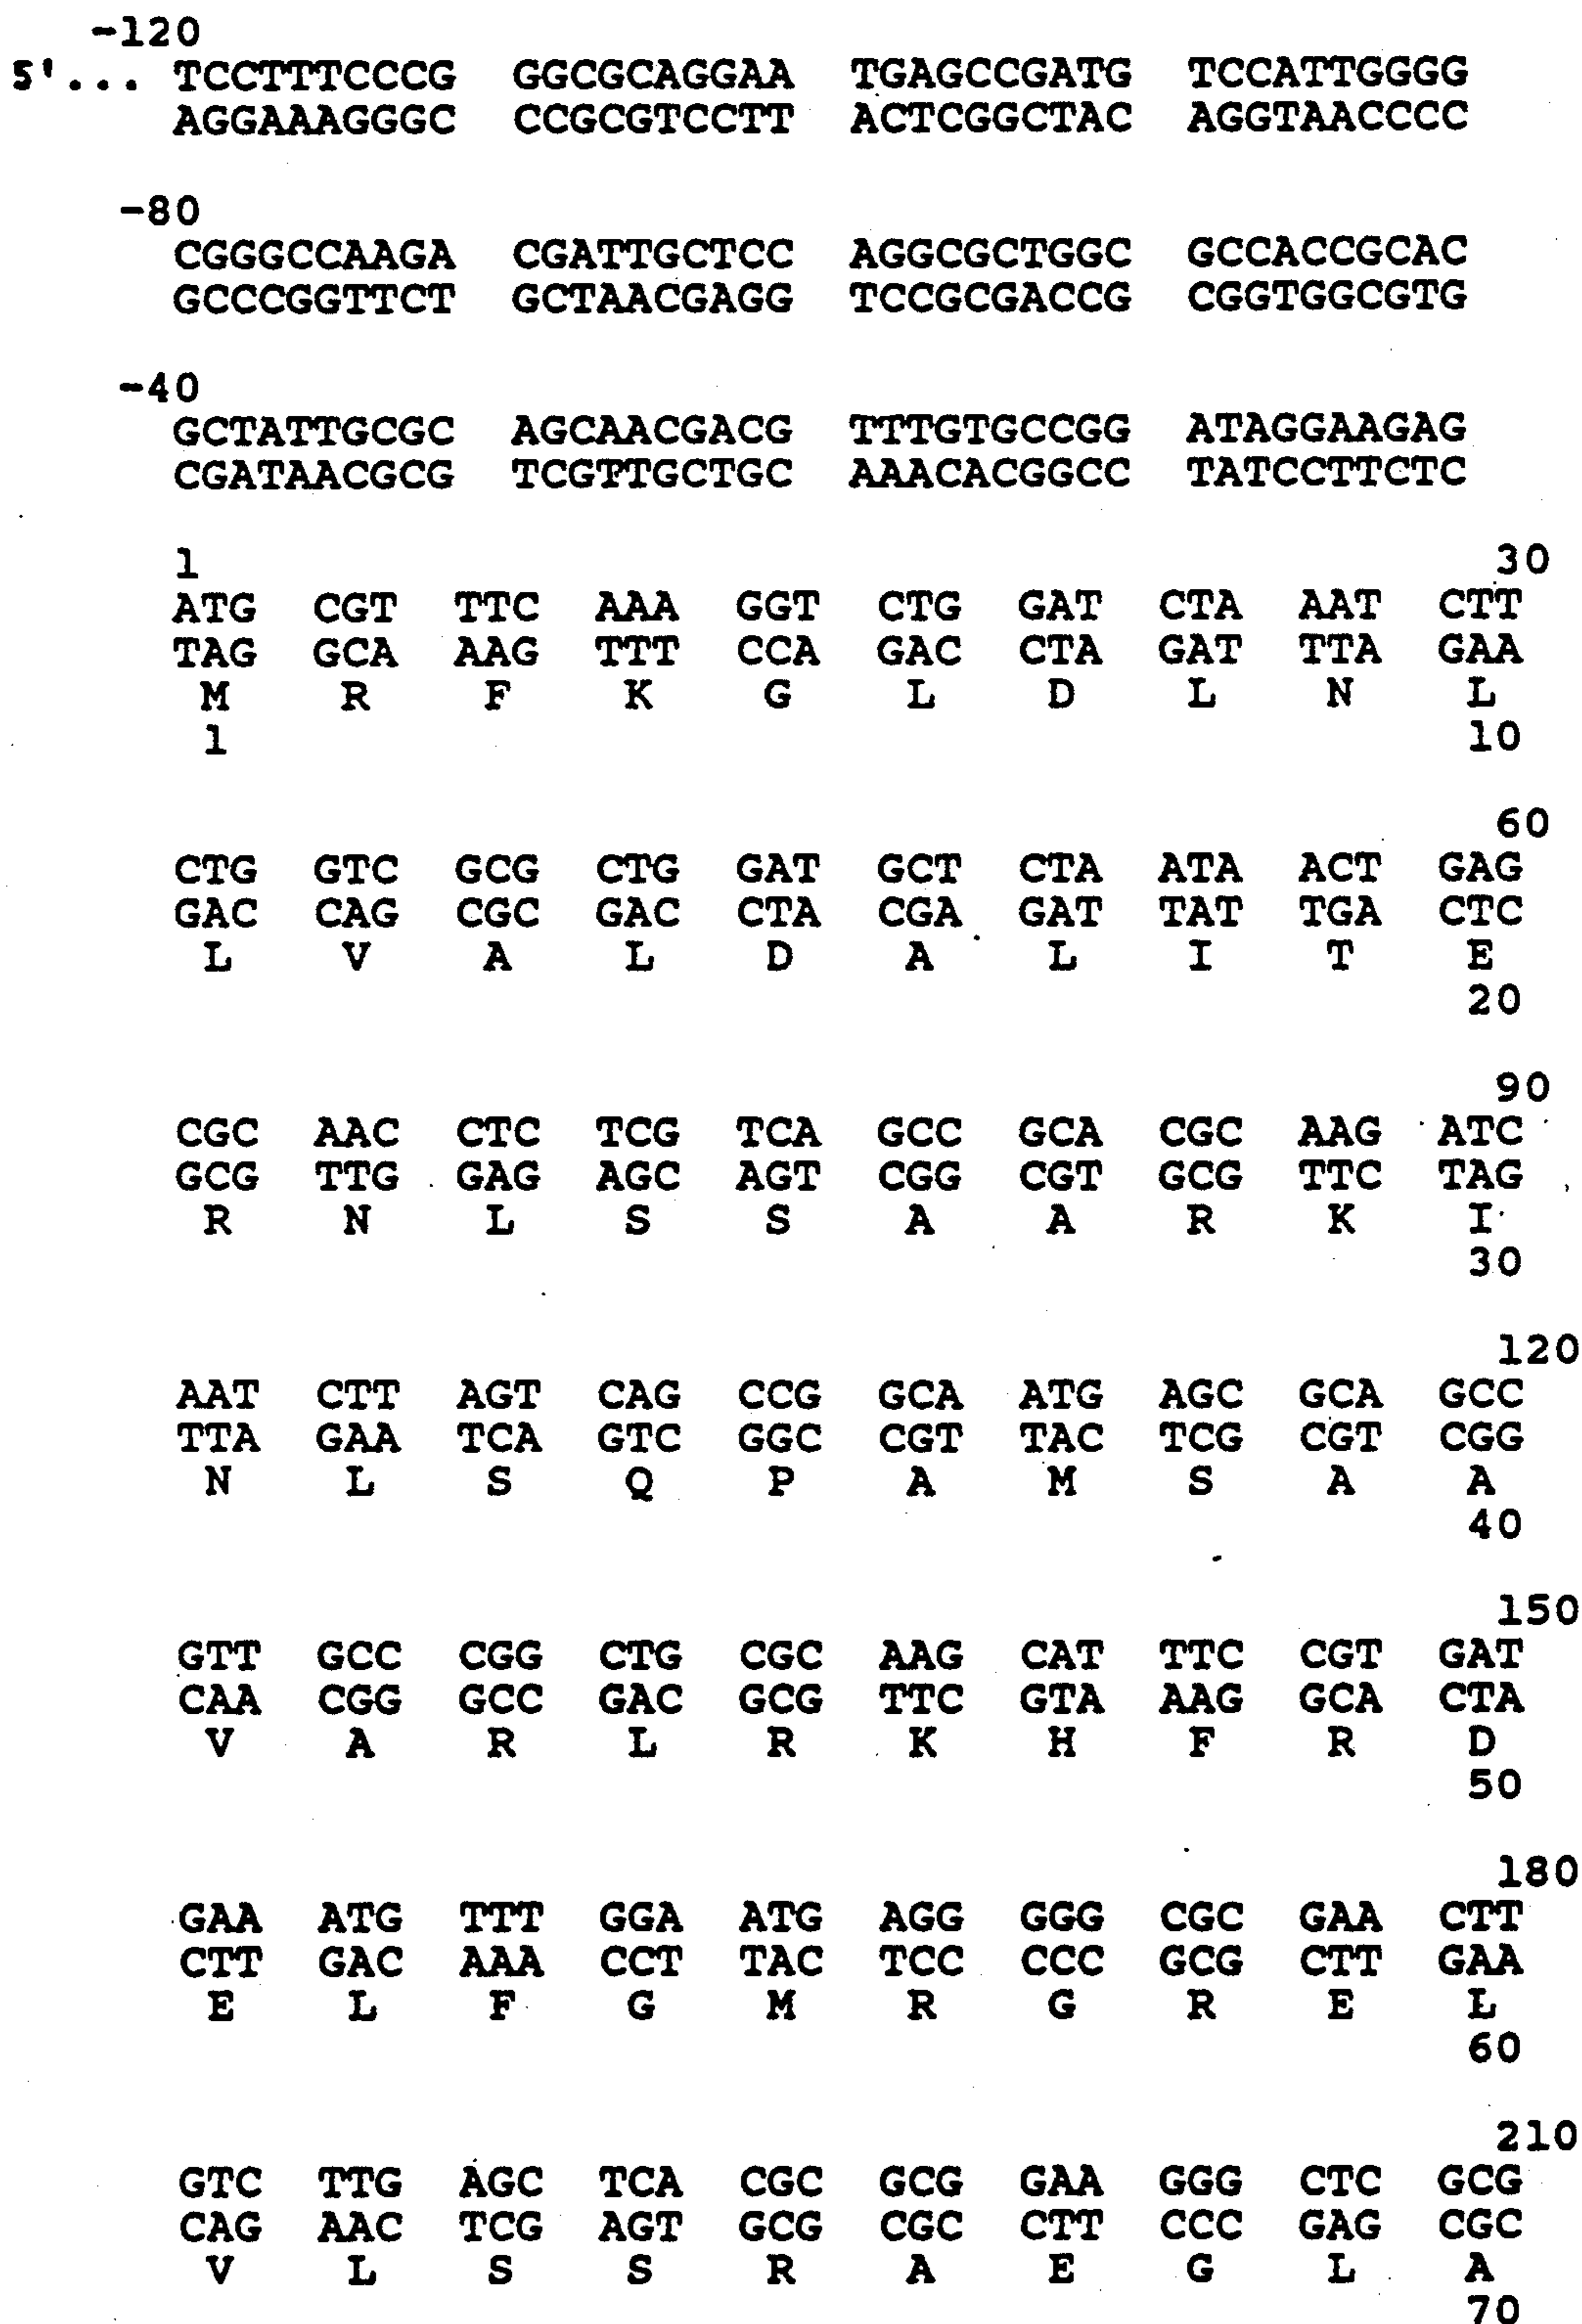 -120
5'... TCCTTTCCCG GGCGCAGGAA TGAGCCGATG TCCATTGGGG
AGGAAAGGGC CCGCGTCCTT ACTCGGCTAC AGGTAACCCC
-80
CGGGCCAAGA CGATTGCTCC AGGCGCTGGC GCCACCGCAC
GCCCGGTTCT GCTAACGAGG TCCGCGACCG CGGTGGCGTG
-40
GCTATTGCGC AGCAACGACG TTTGTGCCGG ATAGGAAGAG
CGATAACGCG TCGTTGCTGC AAACACGGCC TATCCTTCTC
1 30
ATG CGT TTC AAA GGT CTG GAT CTA AAT CTT
TAG GCA AAG TTT CCA GAC CTA GAT TTA GAA
M R F K G L D L N L
1 10
60
CTG GTC GCG CTG GAT GCT CTA ATA ACT GAG
GAC CAG CGC GAC CTA CGA GAT TAT TGA CTC
L V A L D A L I T E
20
90
CGC AAC CTC TCG TCA GCC GCA CGC AAG ATC
GCG TTG GAG AGC AGT CGG CGT GCG TTC TAG
R N L S S A A R K I
30
120
AAT CTT AGT CAG CCG GCA ATG AGC GCA GCC
TTA GAA TCA GTC GGC CGT TAC TCG CGT CGG
N L S Q P A M S A A
40
150
GTT GCC CGG CTG CGC AAG CAT TTC CGT GAT
CAA CGG GCC GAC GCG TTC GTA AAG GCA CTA
V A R L R K H F R D
50
180
GAA ATG TTT GGA ATG AGG GGG CGC GAA CTT
CTT GAC AAA CCT TAC TCC CCC GCG CTT GAA
E L F G M R G R E L
60
210
GTC TTG AGC TCA CGC GCG GAA GGG CTC GCG
CAG AAC TCG AGT GCG CGC CTT CCC GAG CGC
V L S S R A E G L A
70